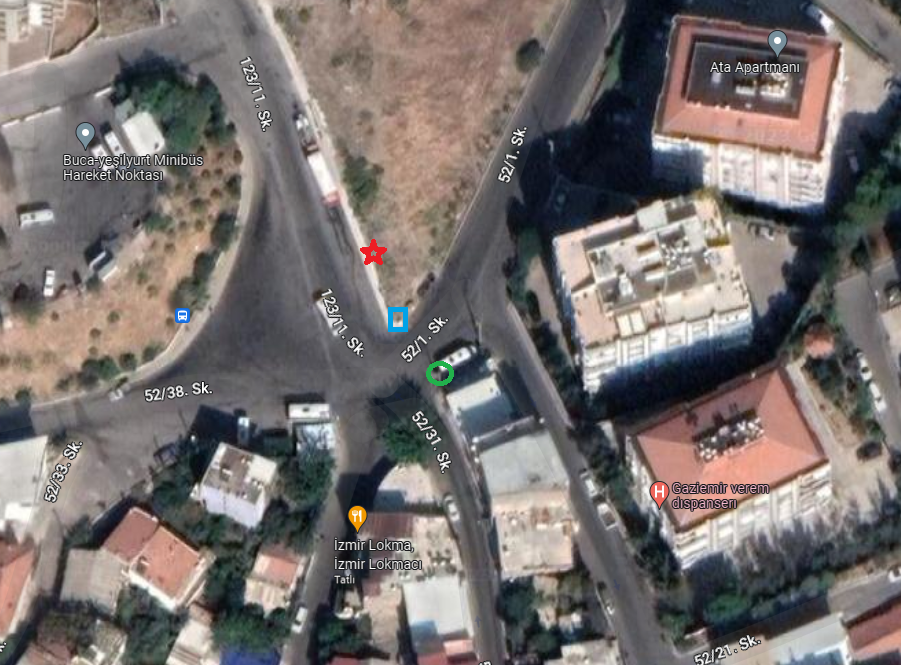 123/11. Sk.
Ata Apartmanı
52/1. Sk.
Buca-yeşilyurt Minibüs
Hareket Noktası
123/11. Sk.
52/1. Sk.
52/38. Sk.
52/31. Sk.
52/33. Sk.
H
Gaziemir verem
dispanseri
İzmir Lokma,
İzmir Lokmacı
Tatlı
52/21. Sk.